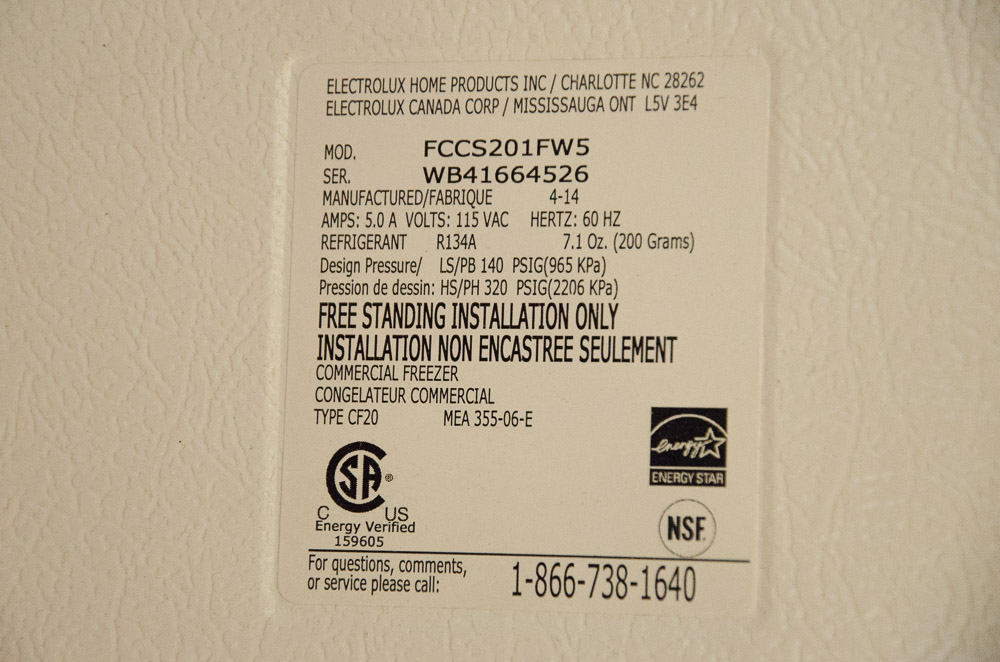 ELECTROLUX HOME PRODUCTS INC / CHARLOTTE NC 28262
ELECTROLUX CANADA CORP / MISSISSAUGA ONT L5V 3E4
MOD. FCCS201FW5
SER. WB41664526
MANUFACTURED/FABRIQUE 4-14
AMPS: 5.0 A VOLTS: 115 VAC HERTZ: 60 HZ
REFRIGERANT R134A 7.1 Oz. (200 Grams)
Design Pressure/ LS/PB 140 PSIG(965 KPa)
Pression de dessin: HS/PH 320 PSIG(2206 KPa)
FREE STANDING INSTALLATION ONLY
INSTALLATION NON ENCASTREE SEULEMENT
COMMERCIAL FREEZER
CONGELATEUR COMMERCIAL
TYPE CF20 MEA 355-06-E
SA ®
C US
Energy Verified
159605
energy
ENERGY STAR
NSF.
For questions, comments,
or service please call: 1-866-738-1640